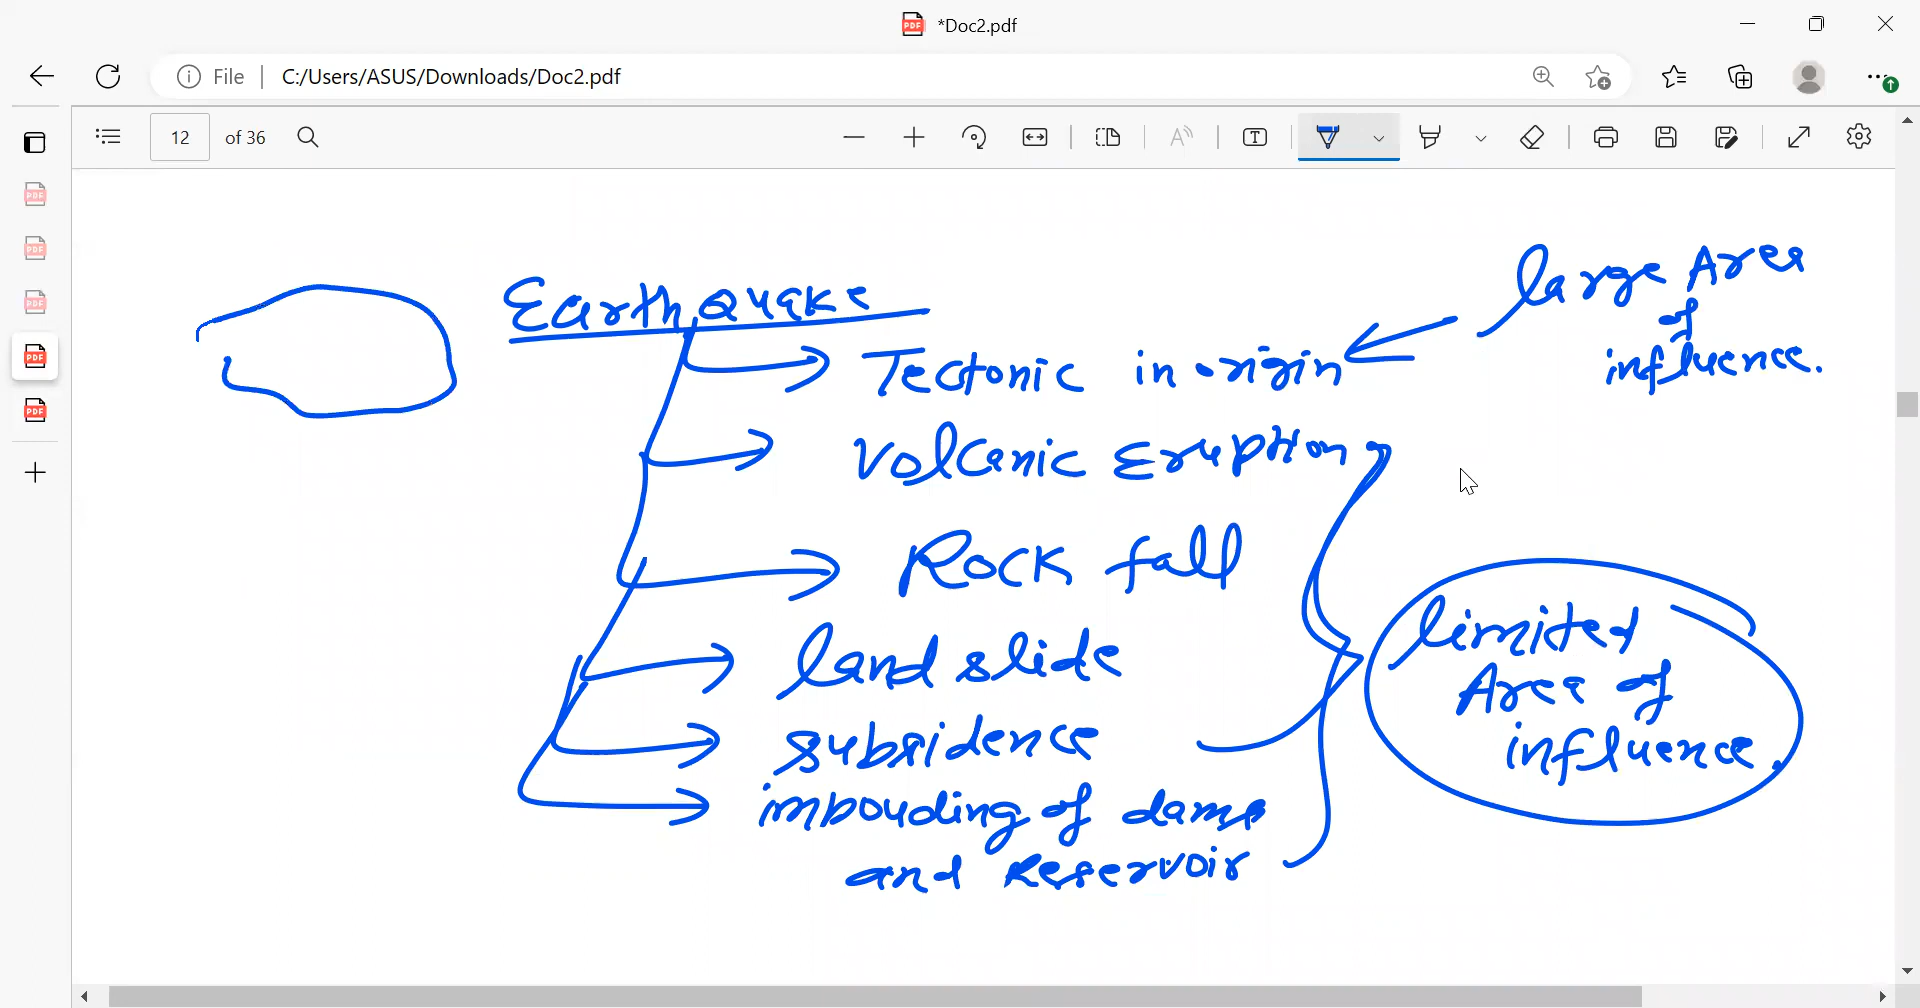 *Doc2.pdf
File C:/Users/ASUS/Downloads/Doc2.pdf
12 of 36
Earthquake
large Area
of
influence.
Tectonic in origin
Volcanic Eruption
Rock fall
land slide
limited
Area of
influence.
subsidence
imbouding of dams
and Reservoir